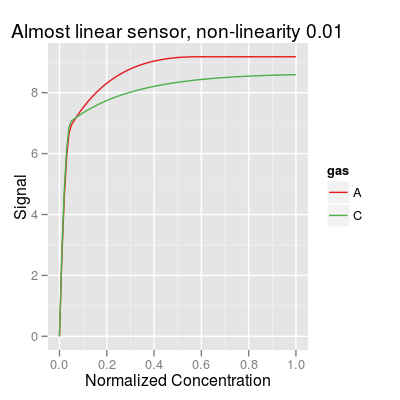 Almost linear sensor, non-linearity 0.01
8
6
4
2
0
Signal
0.0 0.2 0.4 0.6 0.8 1.0
Normalized Concentration
gas
A
C